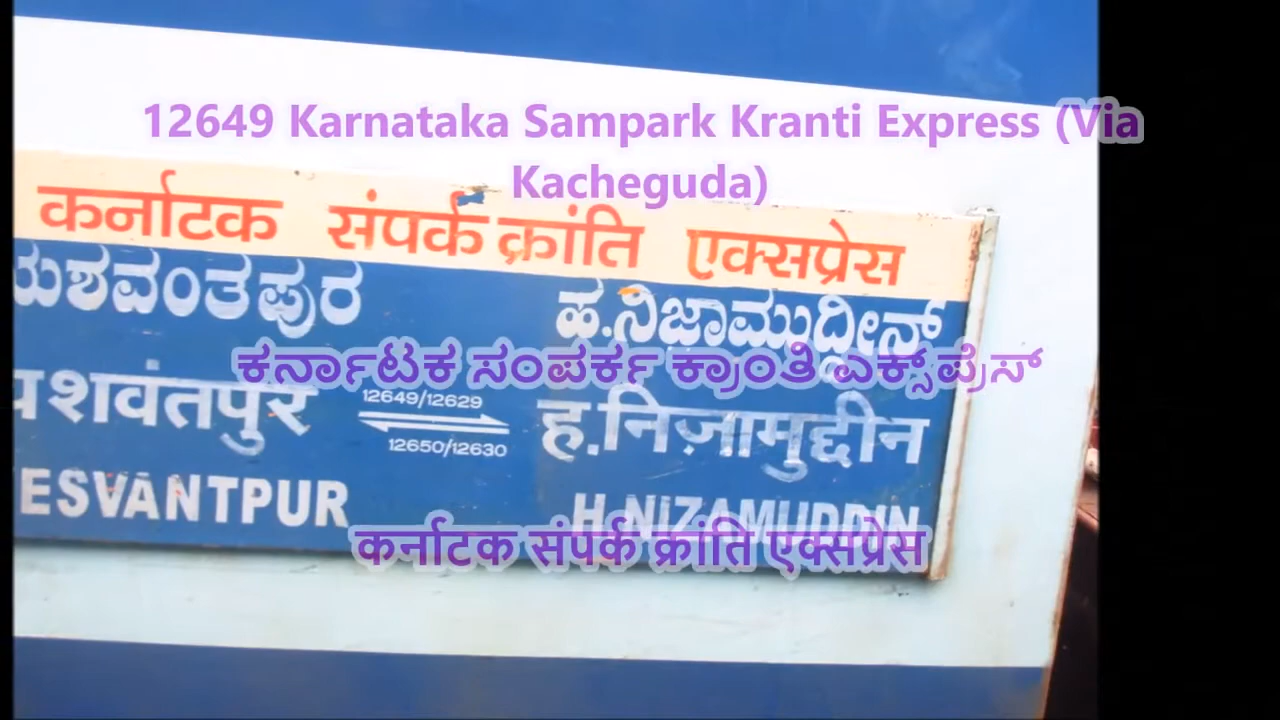 12649 Karnataka Sampark Kranti Express (Via
Kacheguda)
कर्नाटक संपर्क क्रांति एक्सप्रेस
ಯಶವಂತಪುರ ಹ.ನಿಜಾಮುದ್ದೀನ್
ಕರ್ನಾಟಕ ಸಂಪರ್ಕ ಕ್ರಾಂತಿ ಎಕ್ಸ್‌ಪ್ರೆಸ್
यशवंतपुर 12649/12629 ह.निज़ामुद्दीन
12650/12630
ESVANTPUR H.NIZAMUDDIN
कर्नाटक संपर्क क्रांति एक्सप्रेस